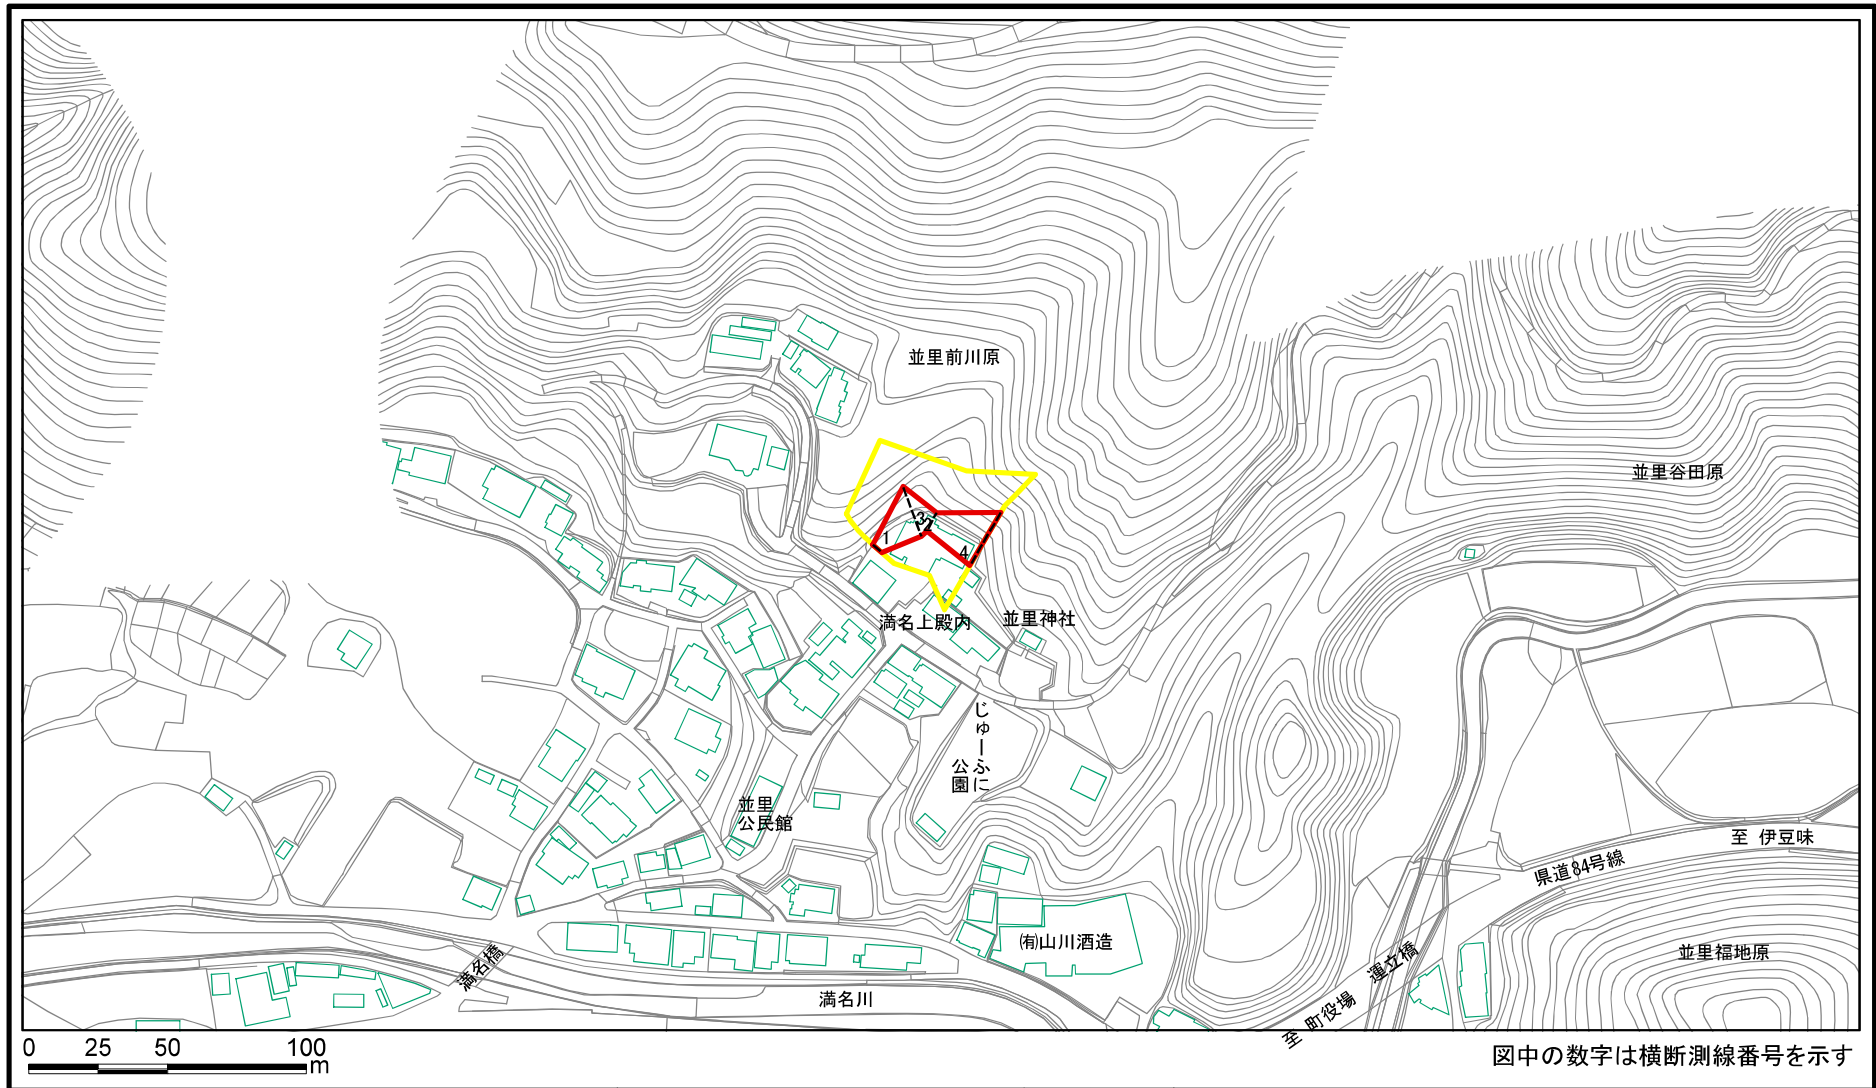 並里前川原
並里谷田原
3
2
1
4
満名上殿内
並里神社
じゅーふに
公園
並里
公民館
至 伊豆味
県道84号線
㈲山川酒造
並里福地原
満名橋
運立橋
満名川
至 町役場
0 25 50 100
m
図中の数字は横断測線番号を示す